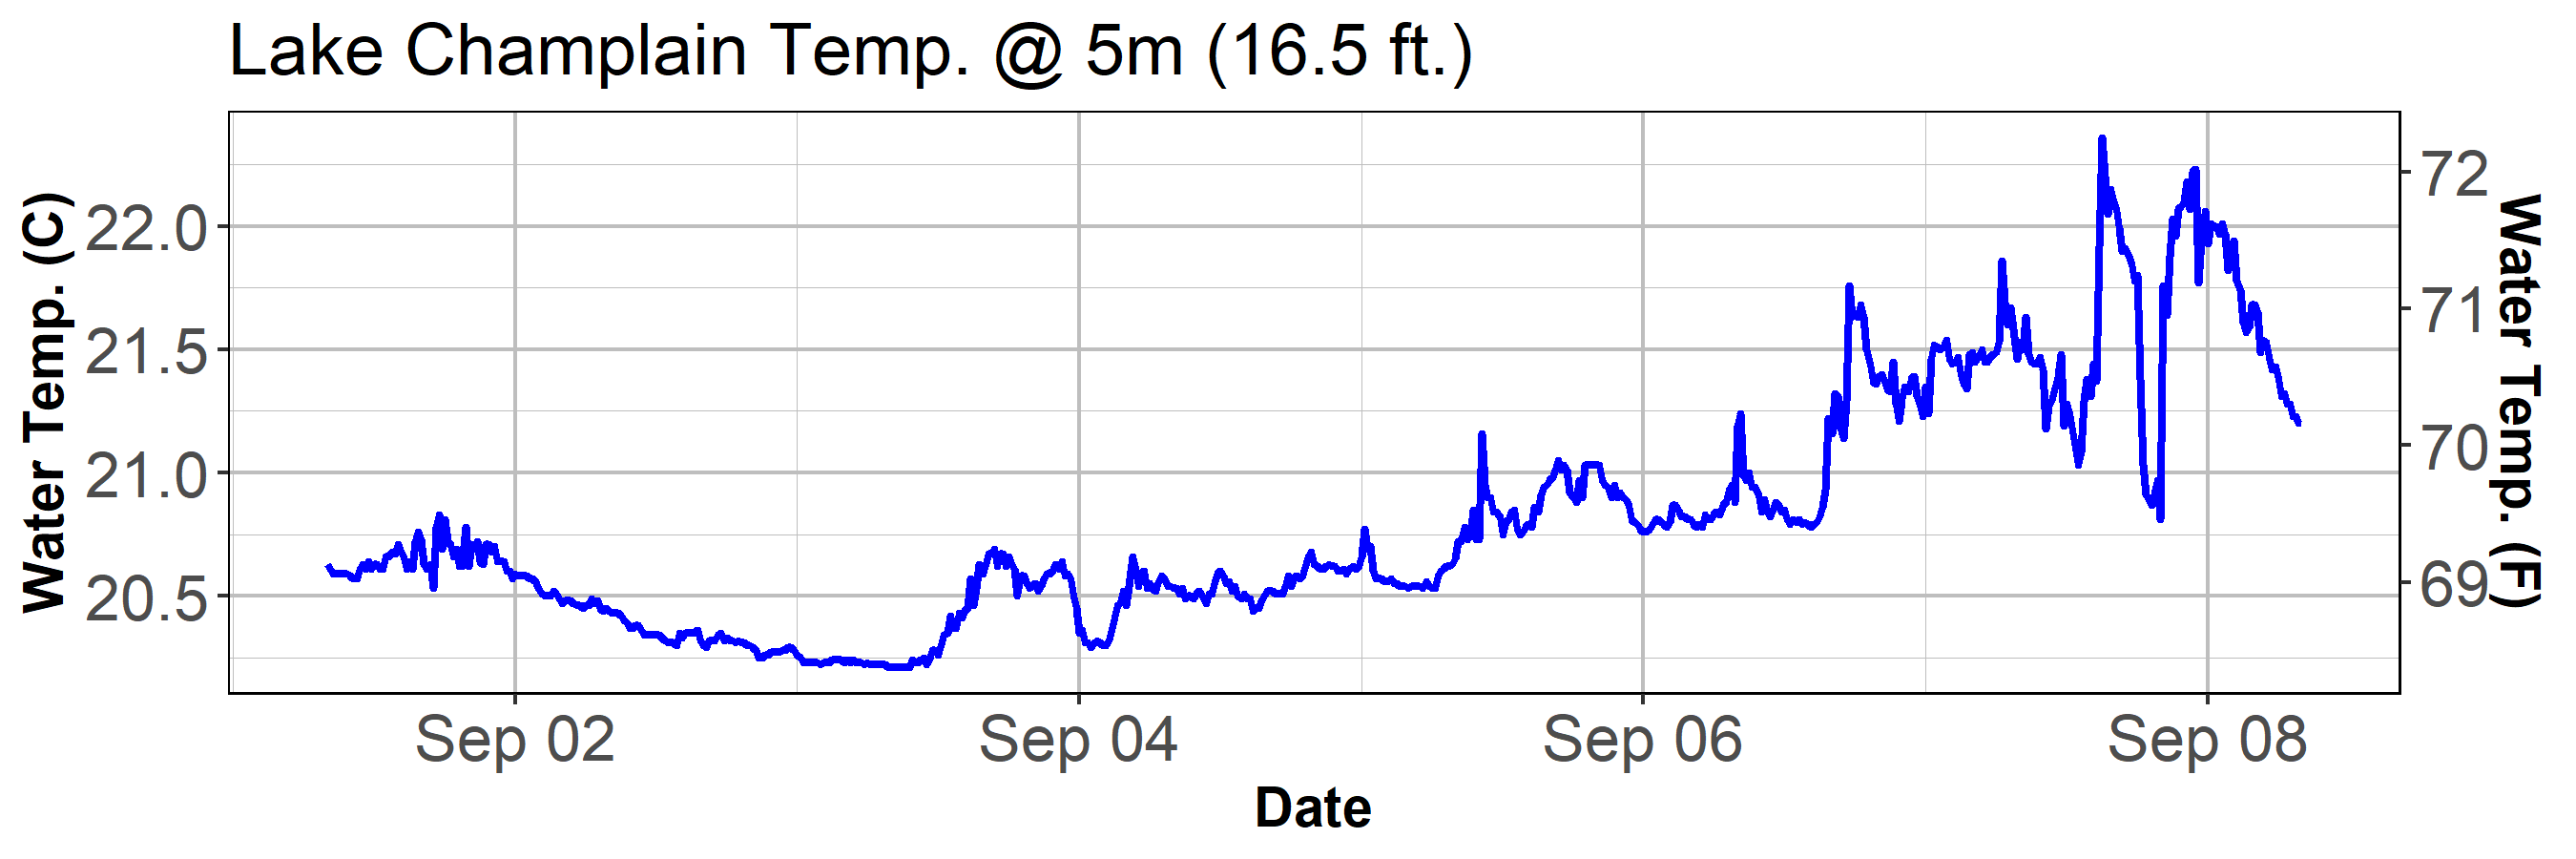 Lake Champlain Temp. @ 5m (16.5 ft.)
Water Temp. (C)
22.0
21.5
21.0
20.5
72
71
70
69
Water Temp. (F)
Sep 02 Sep 04 Sep 06 Sep 08
Date